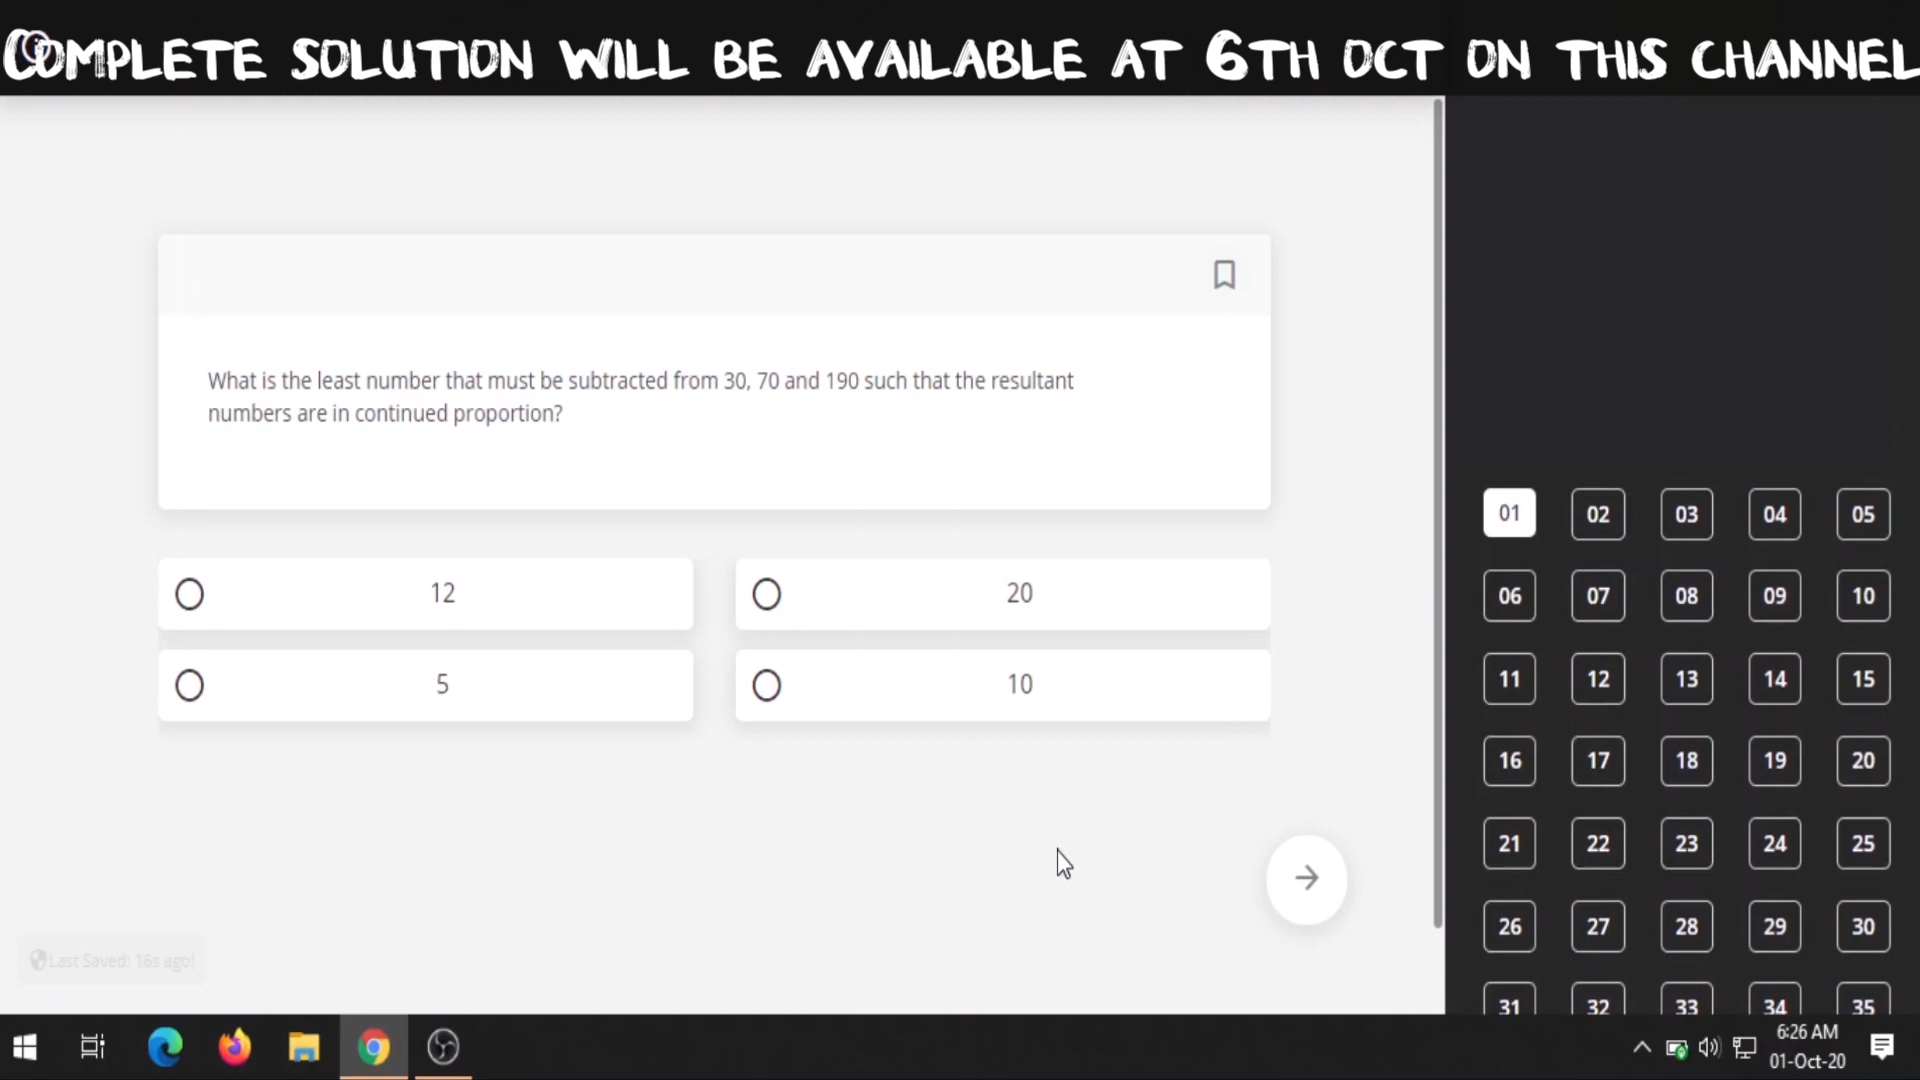 COMPLETE SOLUTION WILL BE AVAILABLE AT 6TH OCT ON THIS CHANNEL
What is the least number that must be subtracted from 30, 70 and 190 such that the resultant
numbers are in continued proportion?
12
20
5
10
01 02 03 04 05
06 07 08 09 10
11 12 13 14 15
16 17 18 19 20
21 22 23 24 25
26 27 28 29 30
31 32 33 34 35
Last Saved: 16s ago!
6:26 AM
01-Oct-20